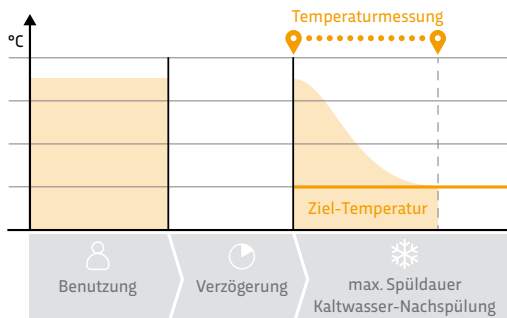 Temperaturmessung
°C
Ziel-Temperatur
Benutzung
Verzögerung
max. Spüldauer
Kaltwasser-Nachspülung